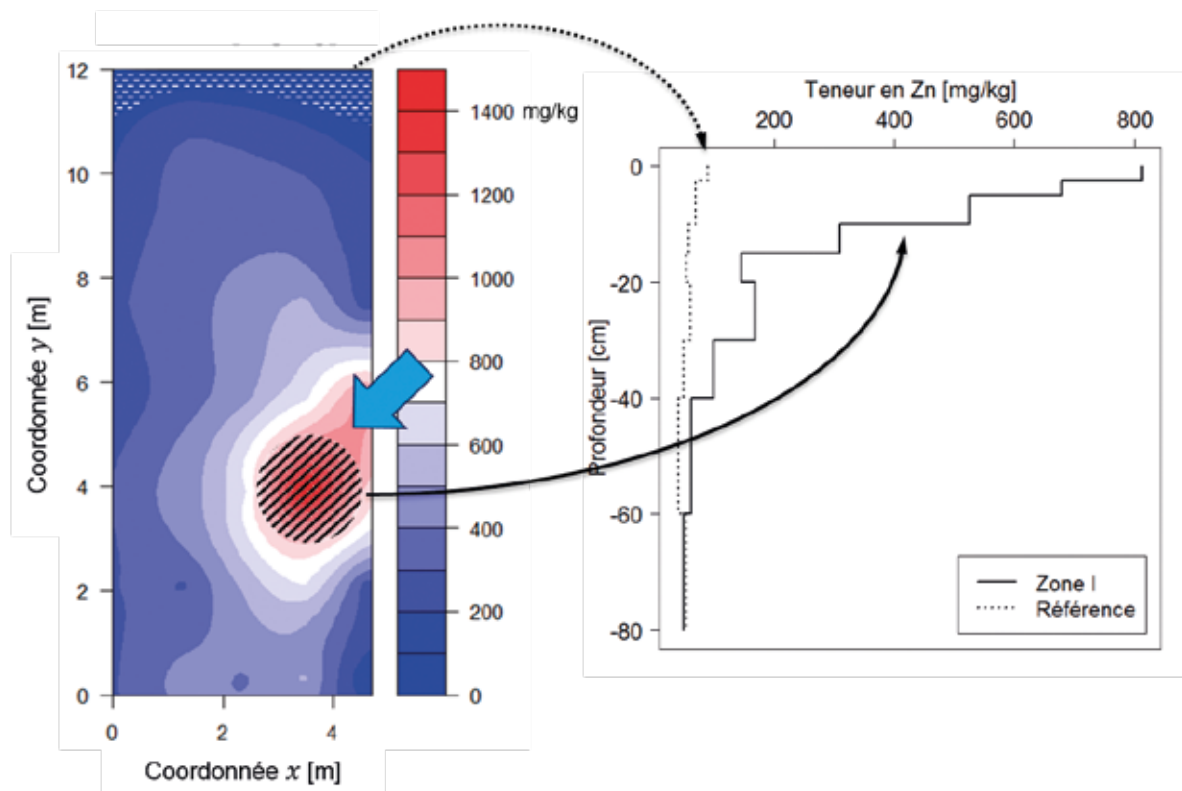 12
10
8
6
4
2
0
0
2
4
Coordonnée y [m]
Coordonnée x [m]
1400 mg/kg
1200
1000
800
600
400
200
0
Teneur en Zn [mg/kg]
200 400 600 800
0
-20
-40
-60
-80
Profondeur [cm]
Zone I
Référence